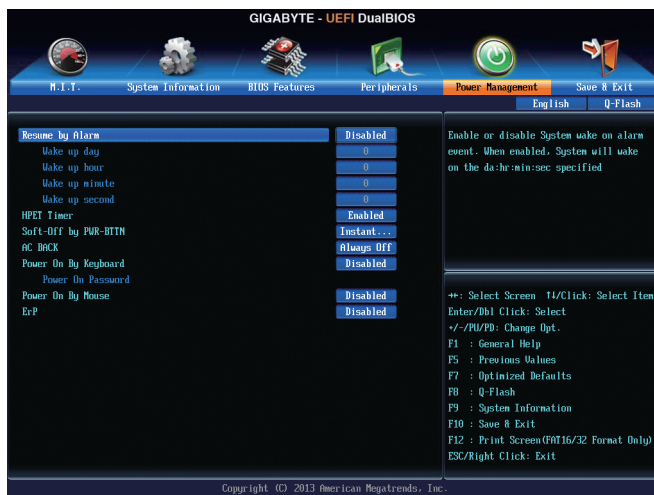 GIGABYTE - UEFI DualBIOS
M.I.T. System Information BIOS Features Peripherals Power Management Save & Exit
English Q-Flash
Resume by Alarm Disabled
Wake up day 0
Wake up hour 0
Wake up minute 0
Wake up second 0
HPET Timer Enabled
Soft-Off by PWR-BTTN Instant...
AC BACK Always Off
Power On By Keyboard Disabled
Power On Password
Power On By Mouse Disabled
ErP Disabled
Enable or disable System wake on alarm
event. When enabled, System will wake
on the da:hr:min:sec specified
→←: Select Screen ↑↓/Click: Select Item
Enter/Dbl Click: Select
+/-/PU/PD: Change Opt.
F1 : General Help
F5 : Previous Values
F7 : Optimized Defaults
F8 : Q-Flash
F9 : System Information
F10 : Save & Exit
F12 : Print Screen(FAT16/32 Format Only)
ESC/Right Click: Exit
Copyright (C) 2013 American Megatrends, Inc.